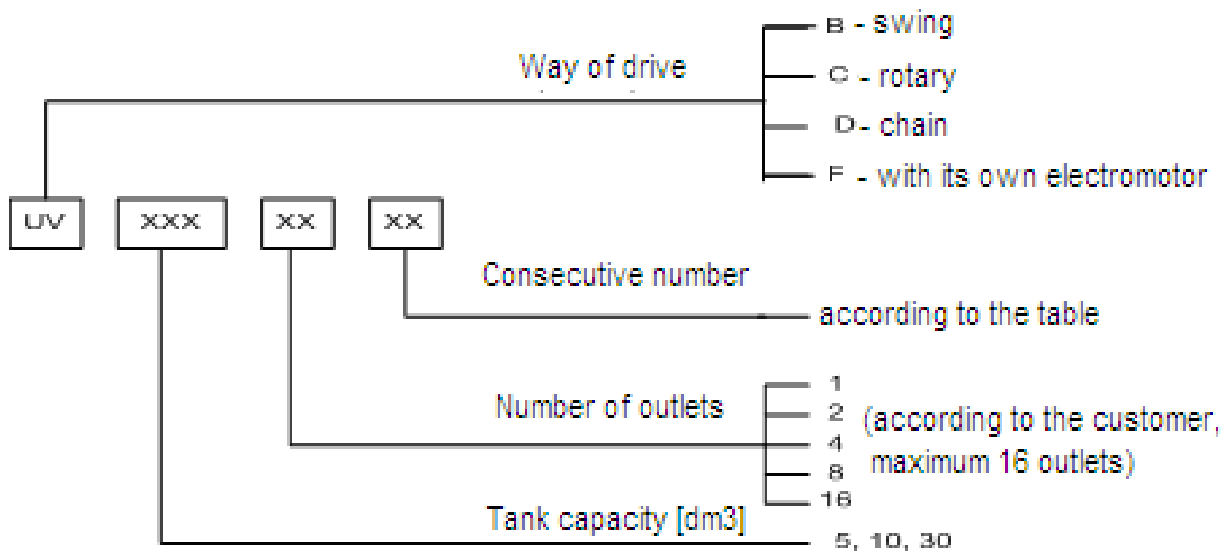 B - swing
Way of drive
C - rotary
D - chain
F - with its own electromotor
UV XXX XX XX
Consecutive number
according to the table
1
Number of outlets
2 (according to the customer,
4 maximum 16 outlets)
8
16
Tank capacity [dm3]
5, 10, 30